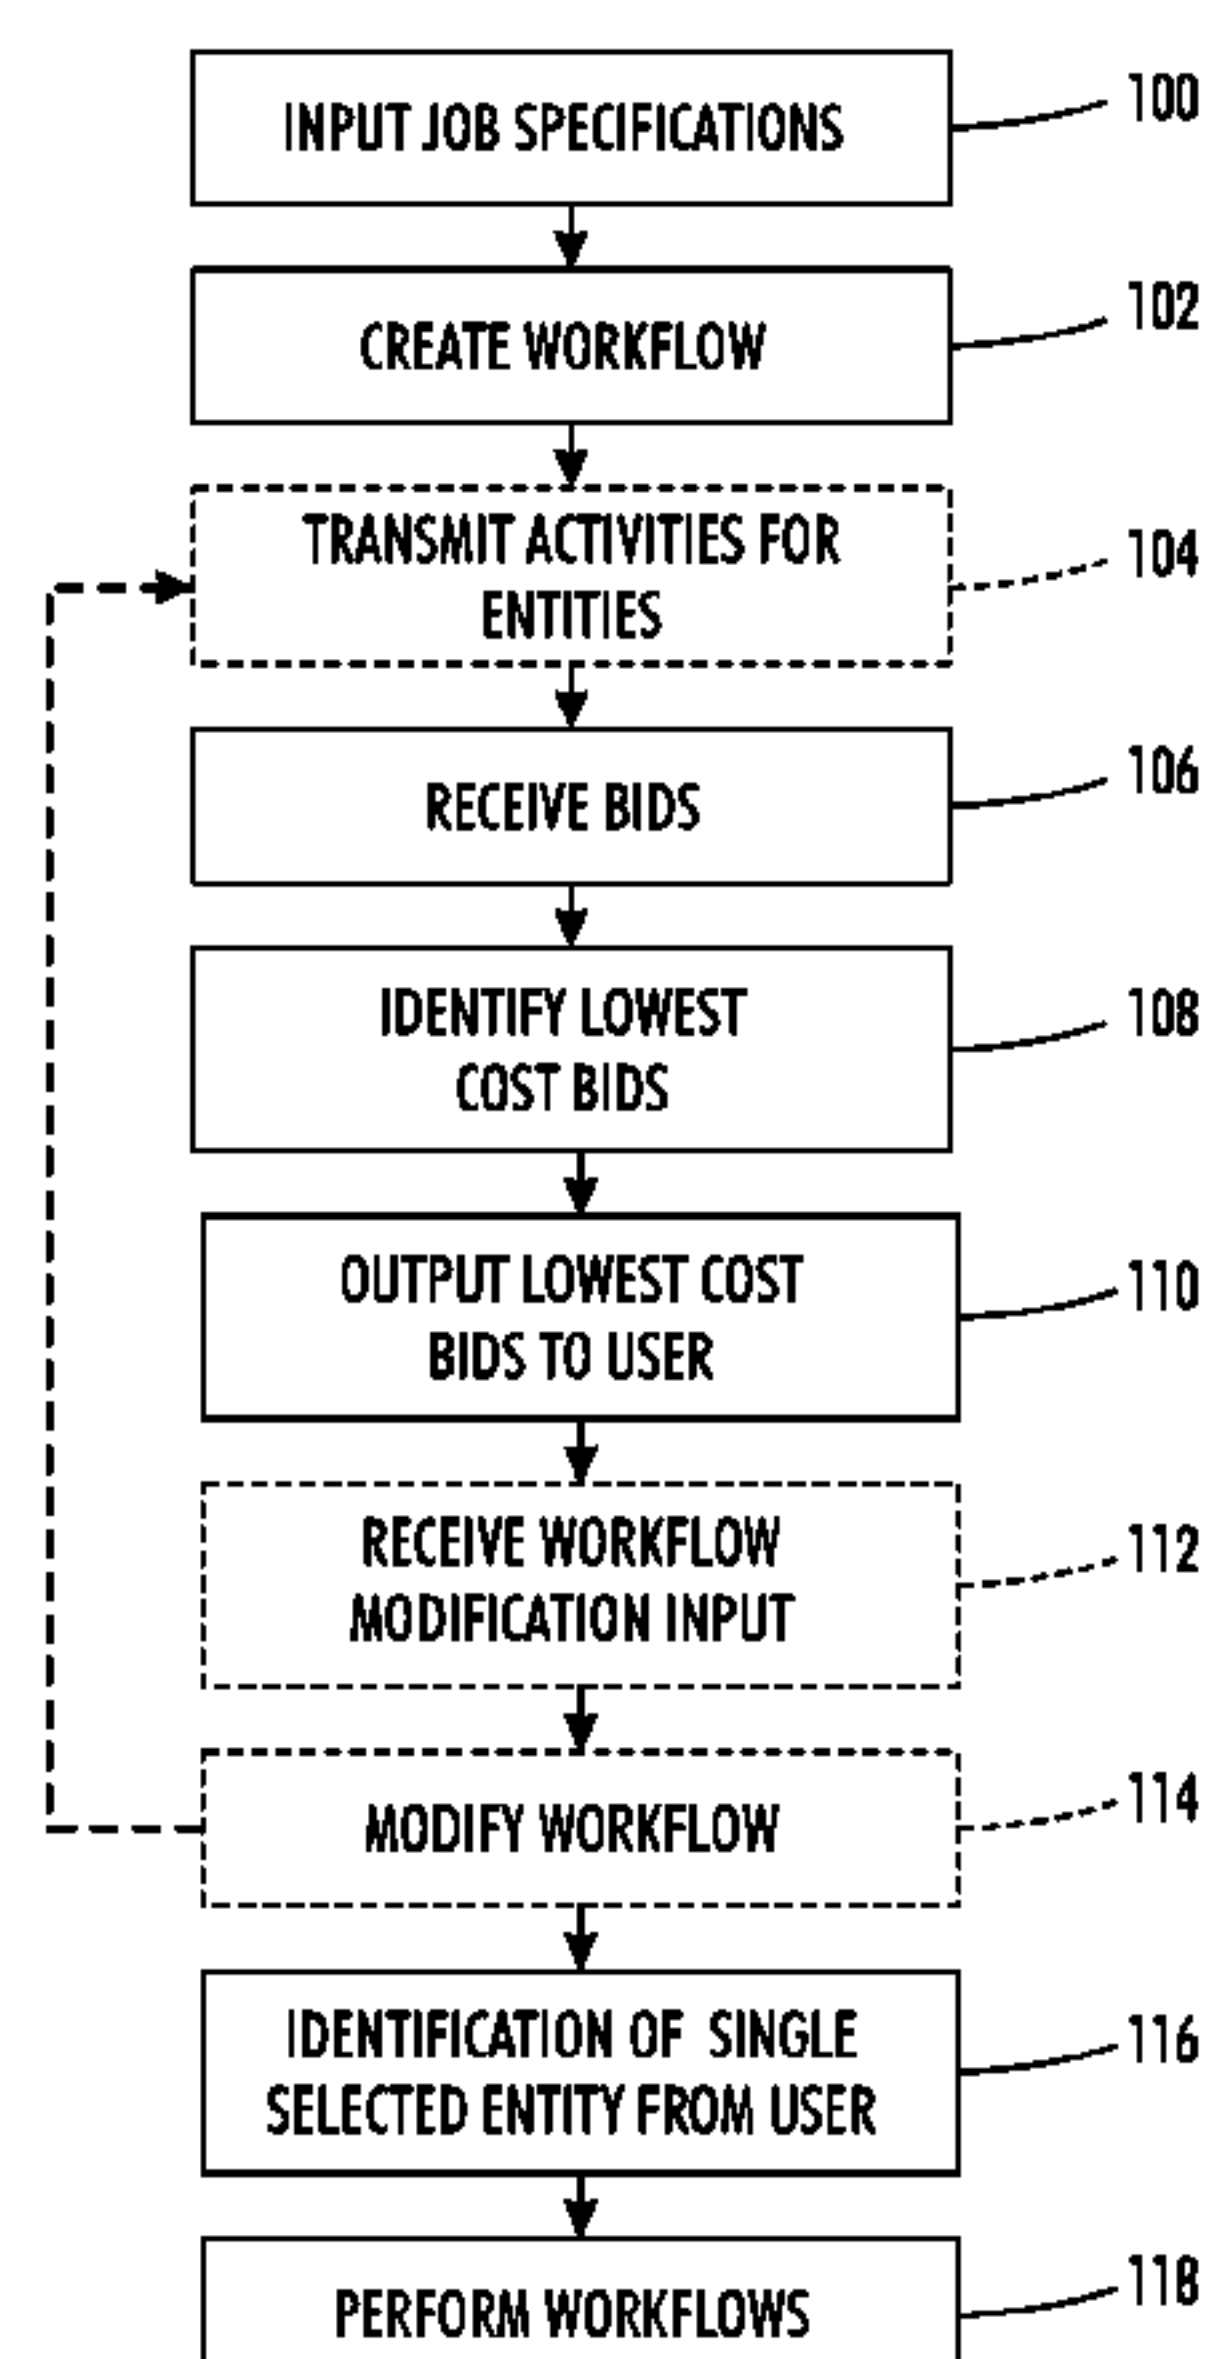 INPUT JOB SPECIFICATIONS
100
CREATE WORKFLOW
102
TRANSMIT ACTIVITIES FOR
ENTITIES
104
RECEIVE BIDS
106
IDENTIFY LOWEST
COST BIDS
108
OUTPUT LOWEST COST
BIDS TO USER
110
RECEIVE WORKFLOW
MODIFICATION INPUT
112
MODIFY WORKFLOW
114
IDENTIFICATION OF SINGLE
SELECTED ENTITY FROM USER
116
PERFORM WORKFLOWS
118